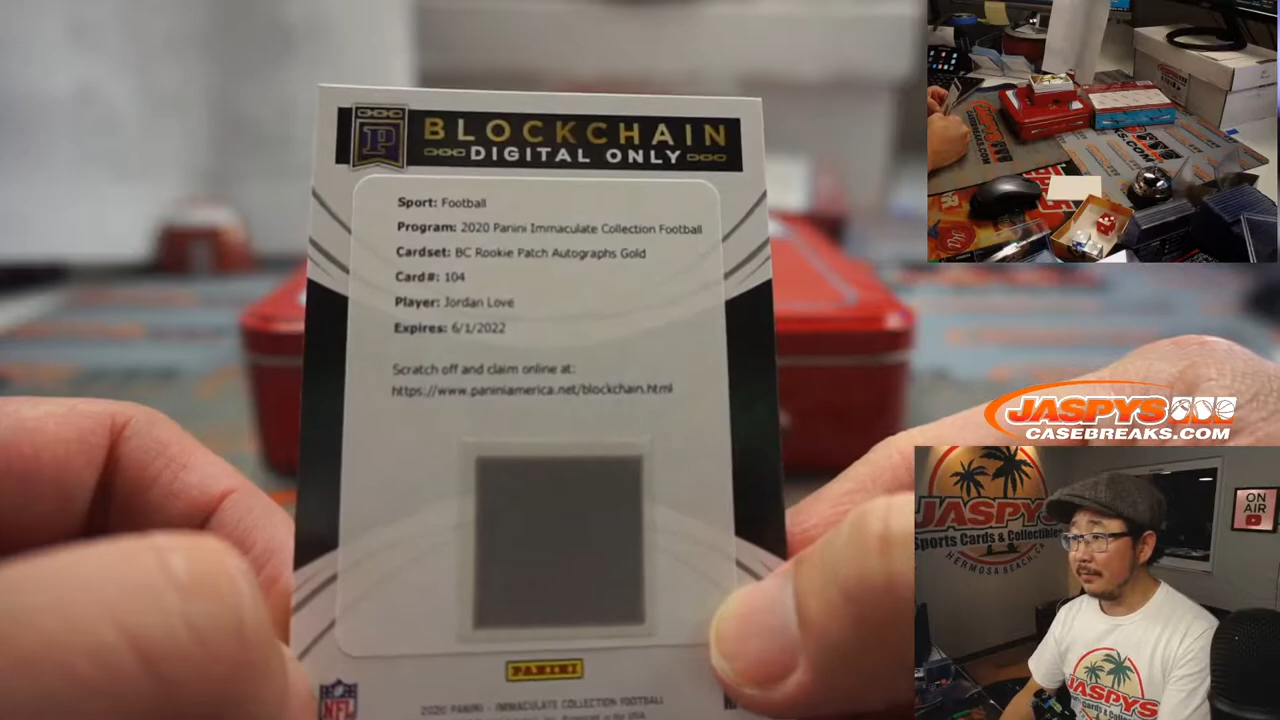 BLOCKCHAIN
P
DIGITAL ONLY
Sport: Football
Program: 2020 Panini Immaculate Collection Football
Cardset: BC Rookie Patch Autographs Gold
Card#: 104
Player: Jordan Love
Expires: 6/1/2022
Scratch off and claim online at:
https://www.paniniamerica.net/blockchain.html
PANINI
NFL
2020 PANINI - IMMACULATE COLLECTION FOOTBALL
JASPYS
CASEBREAKS.COM
JASPYS
Sports Cards & Collectibles
HERMOSA BEACH, CA
ON
AIR
JASPYS